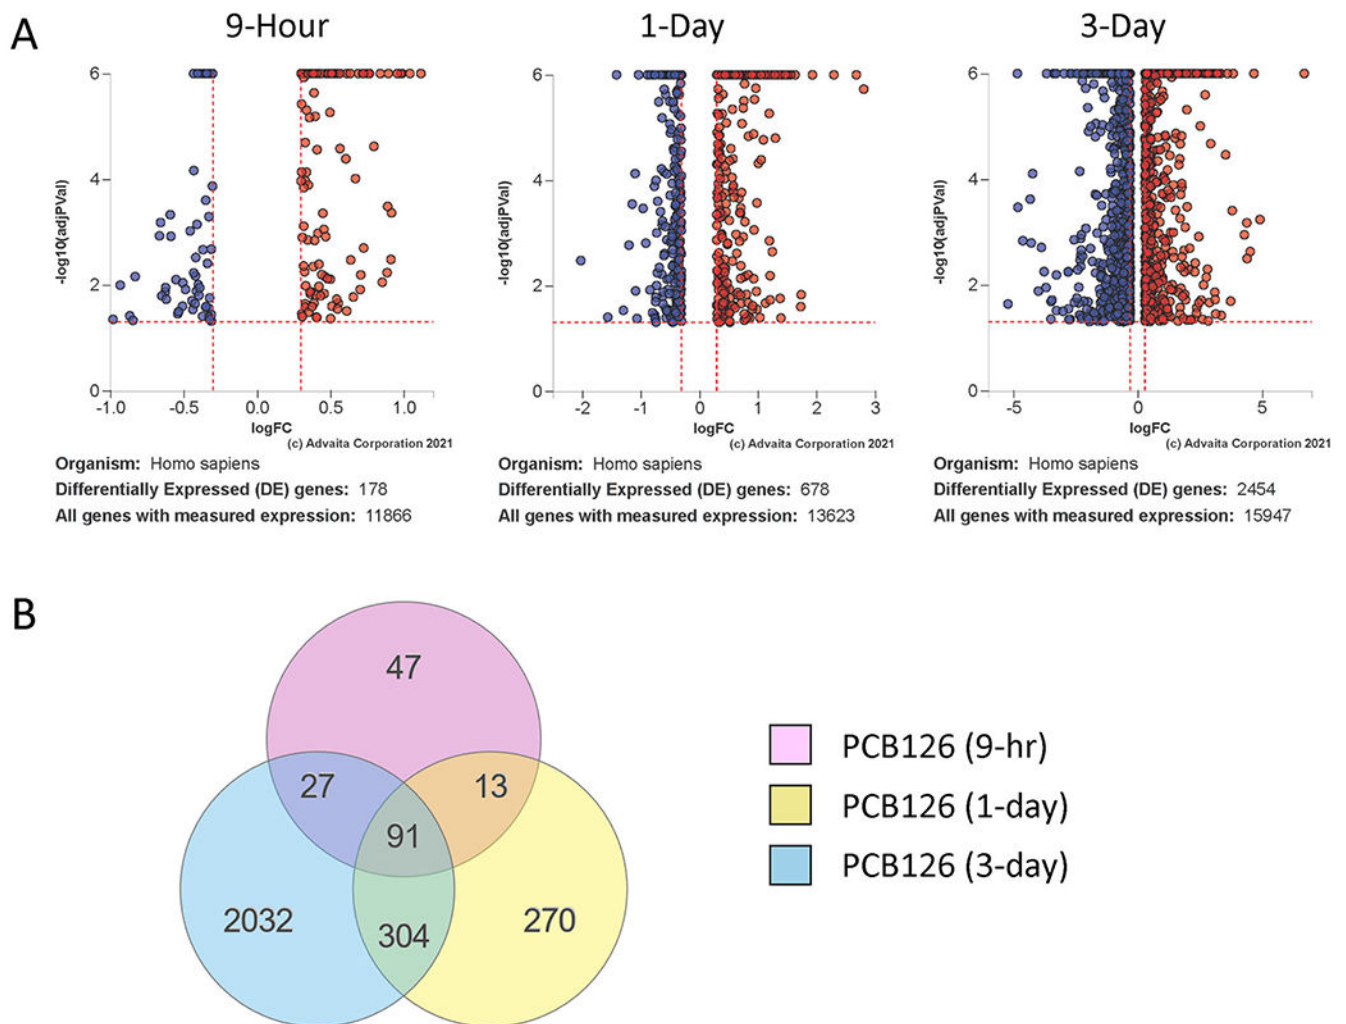 A
9-Hour
1-Day
3-Day
6
4
2
0
-log10(adjPVal)
-1.0
-0.5
0.0
0.5
1.0
logFC
(c) Advaita Corporation 2021
Organism: Homo sapiens
Differentially Expressed (DE) genes: 178
All genes with measured expression: 11866
6
4
2
0
-log10(adjPVal)
-2
-1
0
1
2
3
logFC
(c) Advaita Corporation 2021
Organism: Homo sapiens
Differentially Expressed (DE) genes: 678
All genes with measured expression: 13623
6
4
2
0
-log10(adjPVal)
-5
0
5
logFC
(c) Advaita Corporation 2021
Organism: Homo sapiens
Differentially Expressed (DE) genes: 2454
All genes with measured expression: 15947
B
47
27
13
91
2032
304
270
PCB126 (9-hr)
PCB126 (1-day)
PCB126 (3-day)